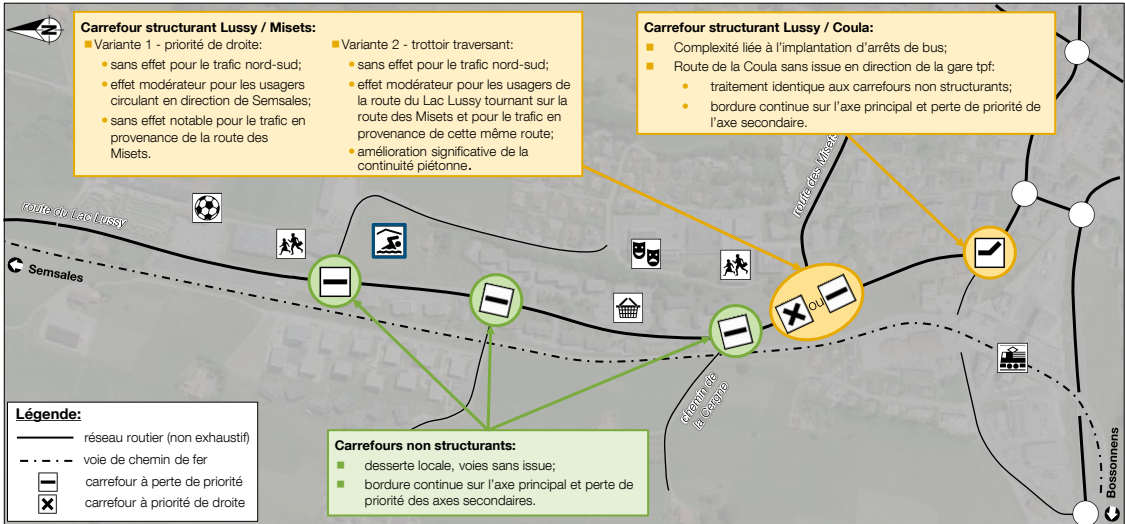 N
Carrefour structurant Lussy / Misets:
■ Variante 1 - priorité de droite:
• sans effet pour le trafic nord-sud;
• effet modérateur pour les usagers
circulant en direction de Semsales;
• sans effet notable pour le trafic en
provenance de la route des
Misets.
■ Variante 2 - trottoir traversant:
• sans effet pour le trafic nord-sud;
• effet modérateur pour les usagers de
la route du Lac Lussy tournant sur la
route des Misets et pour le trafic en
provenance de cette même route;
• amélioration significative de la
continuité piétonne.
Carrefour structurant Lussy / Coula:
■ Complexité liée à l'implantation d'arrêts de bus;
■ Route de la Coula sans issue en direction de la gare tpf:
• traitement identique aux carrefours non structurants;
• bordure continue sur l'axe principal et perte de priorité de
l'axe secondaire.
route du Lac Lussy
route des Misets
Semsales
ou
chemin de
la Cergne
Bossonnens
Carrefours non structurants:
■ desserte locale, voies sans issue;
■ bordure continue sur l'axe principal et perte de
priorité des axes secondaires.
Légende:
réseau routier (non exhaustif)
voie de chemin de fer
carrefour à perte de priorité
carrefour à priorité de droite